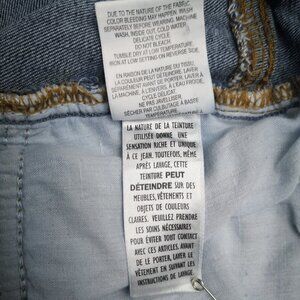 DUE TO THE NATURE OF THE FABRIC,
COLOR BLEEDING MAY HAPPEN. WASH
SEPARATELY BEFORE WEARING. MACHINE
WASH, INSIDE OUT, COLD WATER,
DELICATE CYCLE
DO NOT BLEACH
TUMBLE DRY AT LOW TEMPERATURE
IRON AT LOW SETTING ON REVERSE SIDE.
EN RAISON DE LA NATURE DU TISSU,
LA COULEUR PEUT DÉTEINDRE. LAVER
SÉPARÉMENT AVANT DE PORTER. LAVER À LA
MACHINE, À L'ENVERS, À L'EAU FROIDE,
CYCLE DÉLICAT.
NE PAS JAVELLISER
SÉCHER PAR CULBUTAGE À BASSE
LA NATURE DE LA TEINTURE
UTILISÉE DONNE UNE
SENSATION RICHE ET UNIQUE
À CE JEAN. TOUTEFOIS, MÊME
APRÈS LAVAGE, CETTE
TEINTURE PEUT
DÉTEINDRE SUR DES
MEUBLES, VÊTEMENTS ET
OBJETS DE COULEURS
CLAIRES. VEUILLEZ PRENDRE
LES SOINS NÉCESSAIRES
POUR ÉVITER TOUT CONTACT
AVEC CES ARTICLES. AVANT
DE LE PORTER, LAVER LE
VÊTEMENT EN SUIVANT LES
INSTRUCTIONS DE LAVAGE.